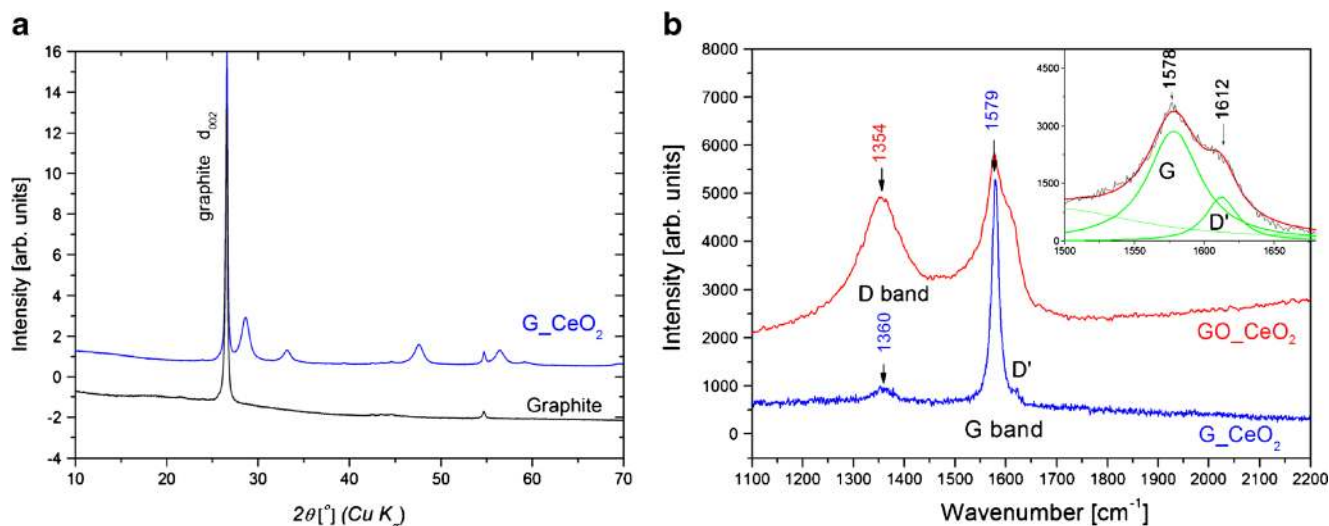 a
16
14
12
10
8
6
4
2
0
-2
-4
Intensity [arb. units]
graphite d002
G_CeO2
Graphite
10 20 30 40 50 60 70
2θ[°] (Cu Kα)
b
8000
7000
6000
5000
4000
3000
2000
1000
0
Intensity [arb. units]
1354
1579
1360
D band
G band
D'
GO_CeO2
G_CeO2
4500
3000
1500
0
1578
1612
G
D'
1500 1550 1600 1650
1100 1200 1300 1400 1500 1600 1700 1800 1900 2000 2100 2200
Wavenumber [cm-1]